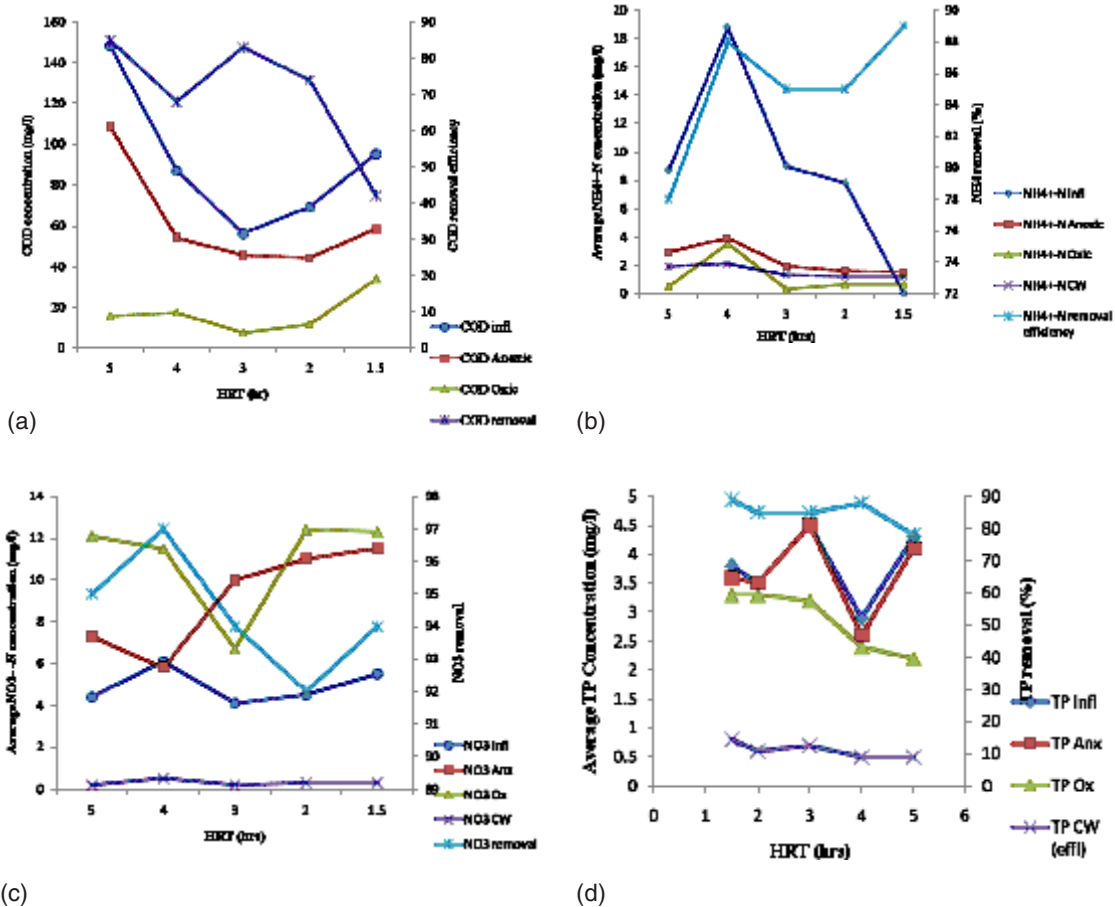 160
140
120
100
80
60
40
20
0
90
80
70
60
50
40
30
20
10
0
5 4 3 2 1.5
COD concentration (mg/l)
COD removal efficiency
HRT (hr)
COD infl
COD Anoxic
COD Oxic
COD removal
(a)
20
18
16
14
12
10
8
6
4
2
0
90
88
86
84
82
80
78
76
74
72
5 4 3 2 1.5
Average NH4+-N concentration (mg/l)
NH4 removal (%)
HRT (hrs)
NH4+-N Infl
NH4+-N Anoxic
NH4+-N Oxic
NH4+-N CW
NH4+-N removal
efficiency
(b)
14
12
10
8
6
4
2
0
98
97
96
95
94
93
92
91
90
89
5 4 3 2 1.5
Average NO3--N concentration (mg/l)
NO3 removal
HRT (hrs)
NO3 Infl
NO3 Anx
NO3 Ox
NO3 CW
NO3 removal
(c)
5
4.5
4
3.5
3
2.5
2
1.5
1
0.5
0
90
80
70
60
50
40
30
20
10
0
0 1 2 3 4 5 6
Average TP Concentration (mg/l)
TP removal (%)
HRT (hrs)
TP Infl
TP Anx
TP Ox
TP CW
(effl)
(d)